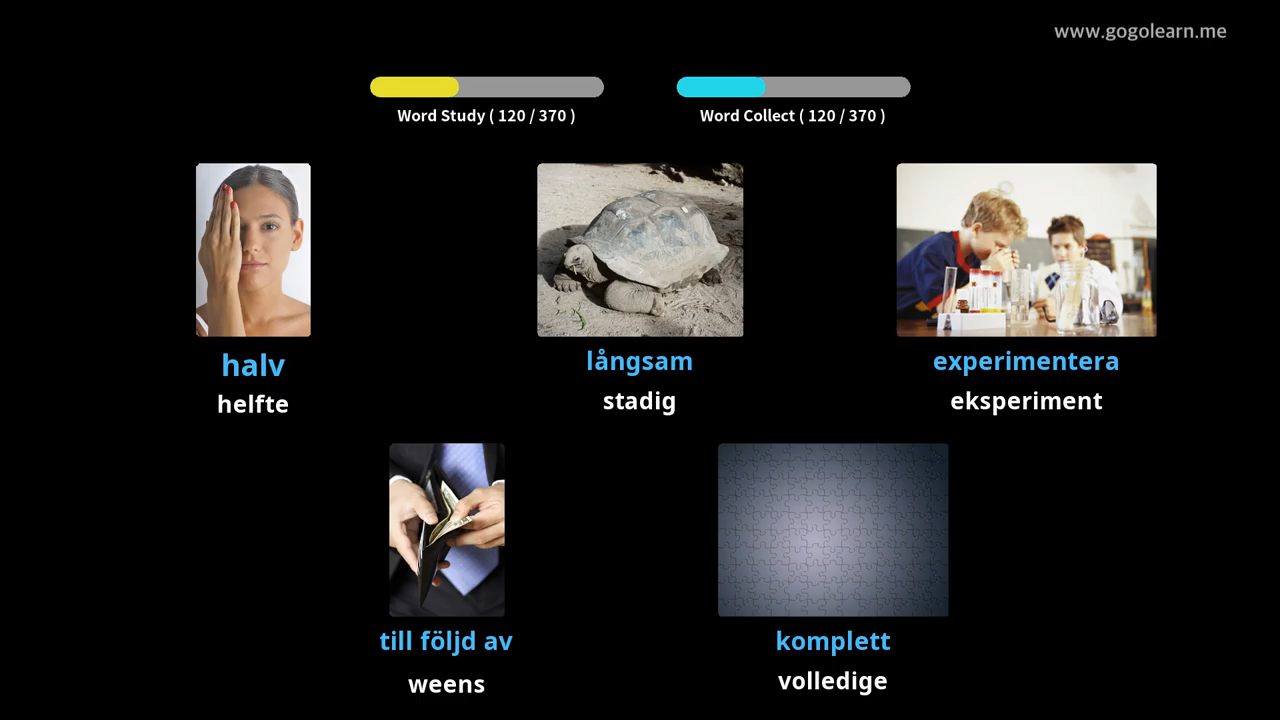 www.gogolearn.me
Word Study ( 120 / 370 )
Word Collect ( 120 / 370 )
halv
helfte
långsam
stadig
experimentera
eksperiment
till följd av
weens
komplett
volledige